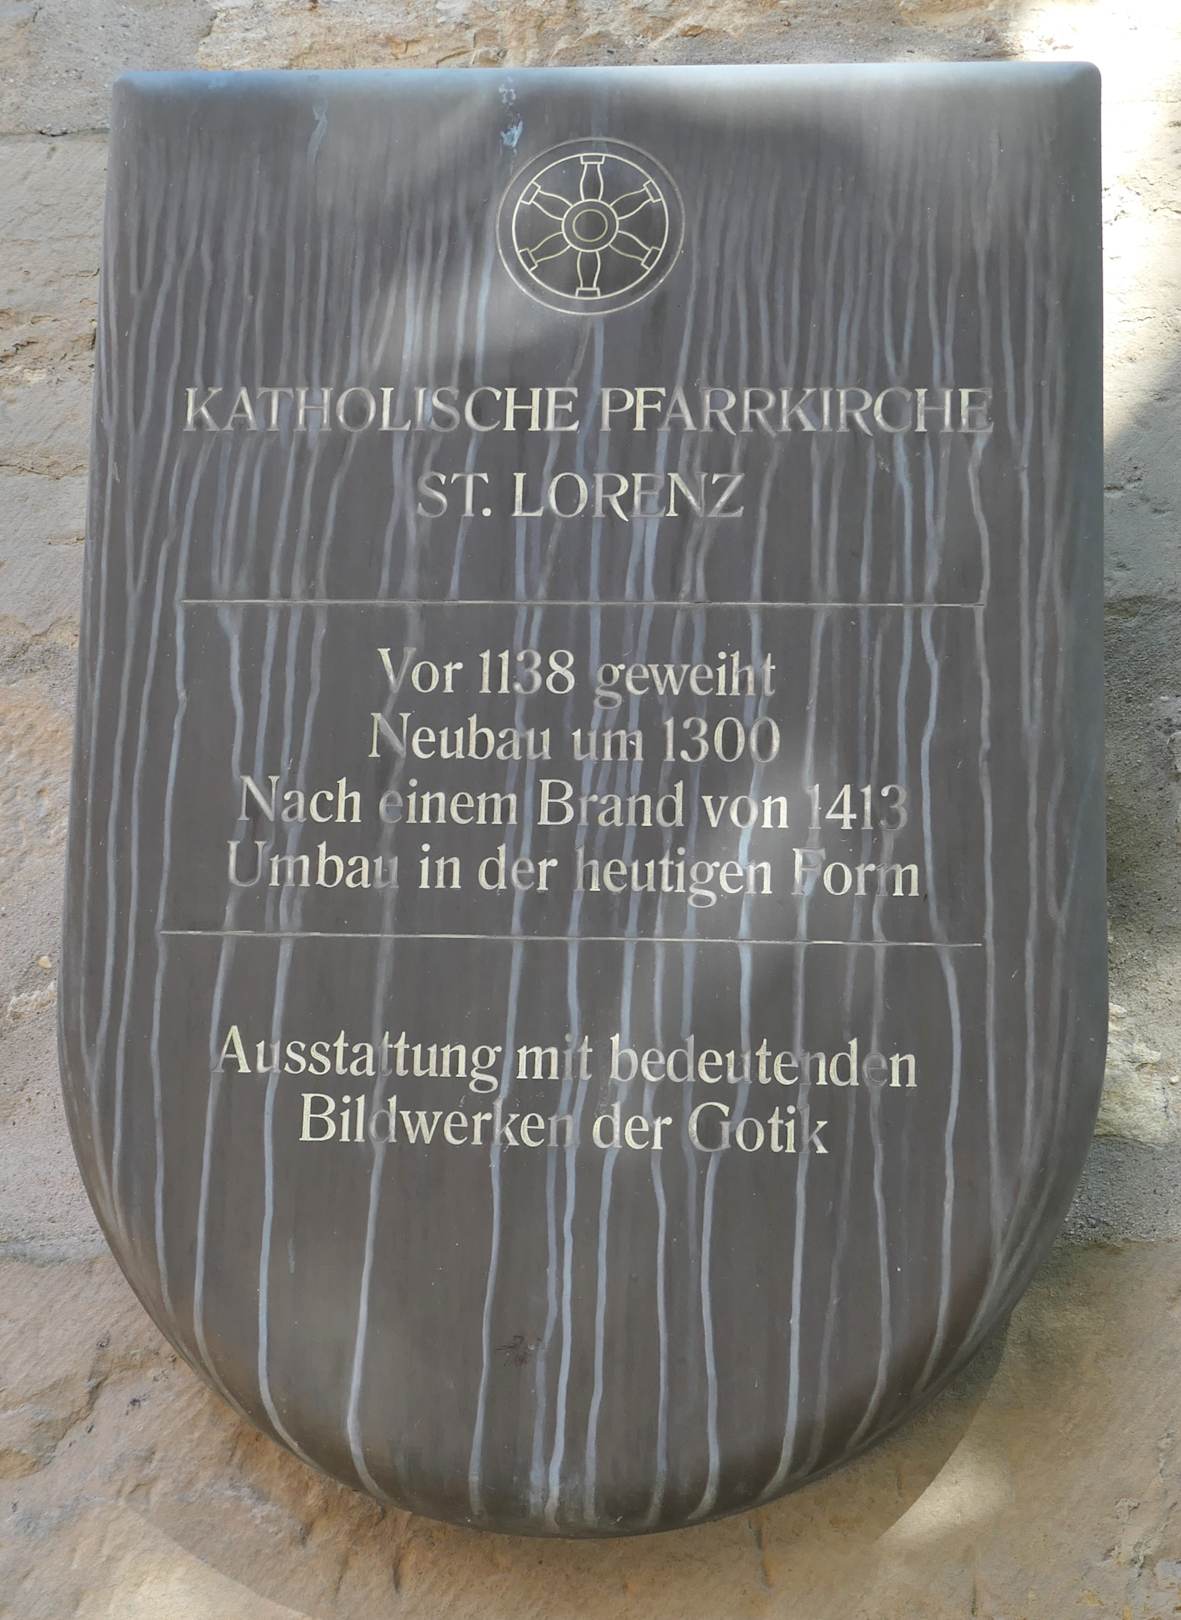 KATHOLISCHE PFARRKIRCHE
ST. LORENZ
Vor 1138 geweiht
Neubau um 1300
Nach einem Brand von 1413
Umbau in der heutigen Form
Ausstattung mit bedeutenden
Bildwerken der Gotik